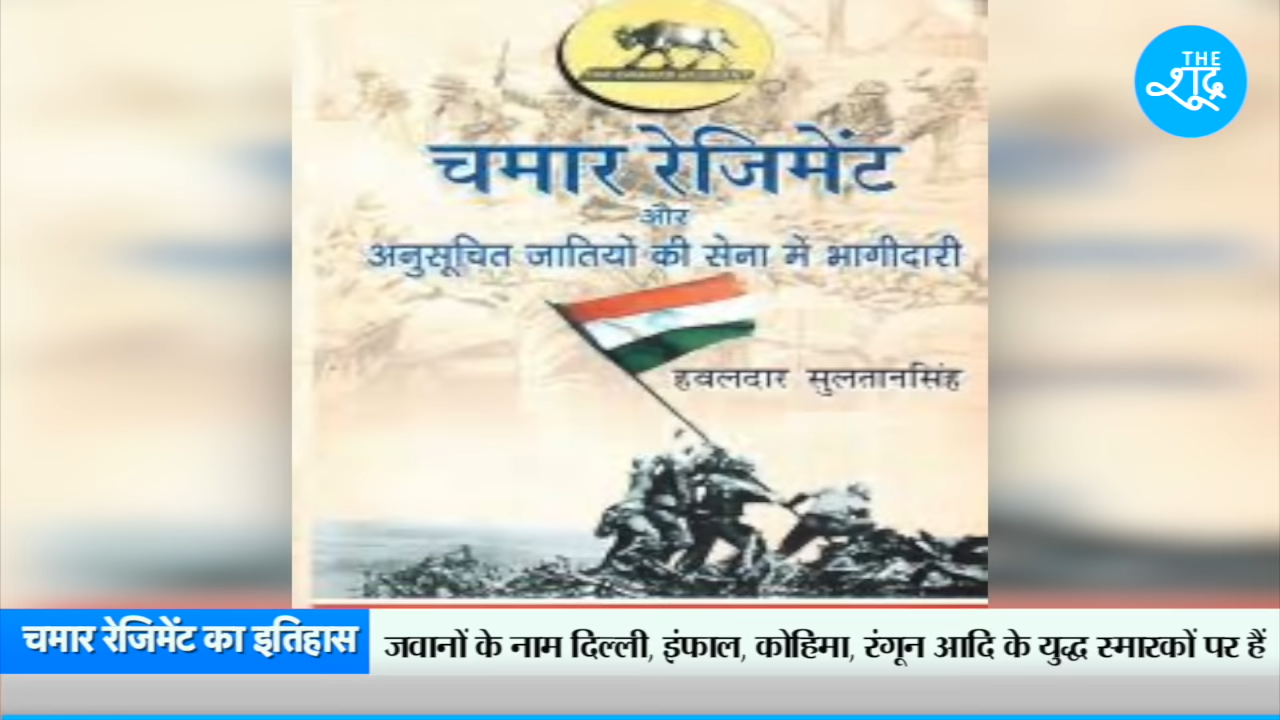 THE
शूद्र
चमार रेजिमेंट
और
अनुसूचित जातियों की सेना में भागीदारी
हवलदार सुलतानसिंह
चमार रेजिमेंट का इतिहास
जवानों के नाम दिल्ली, इंफाल, कोहिमा, रंगून आदि के युद्ध स्मारकों पर हैं